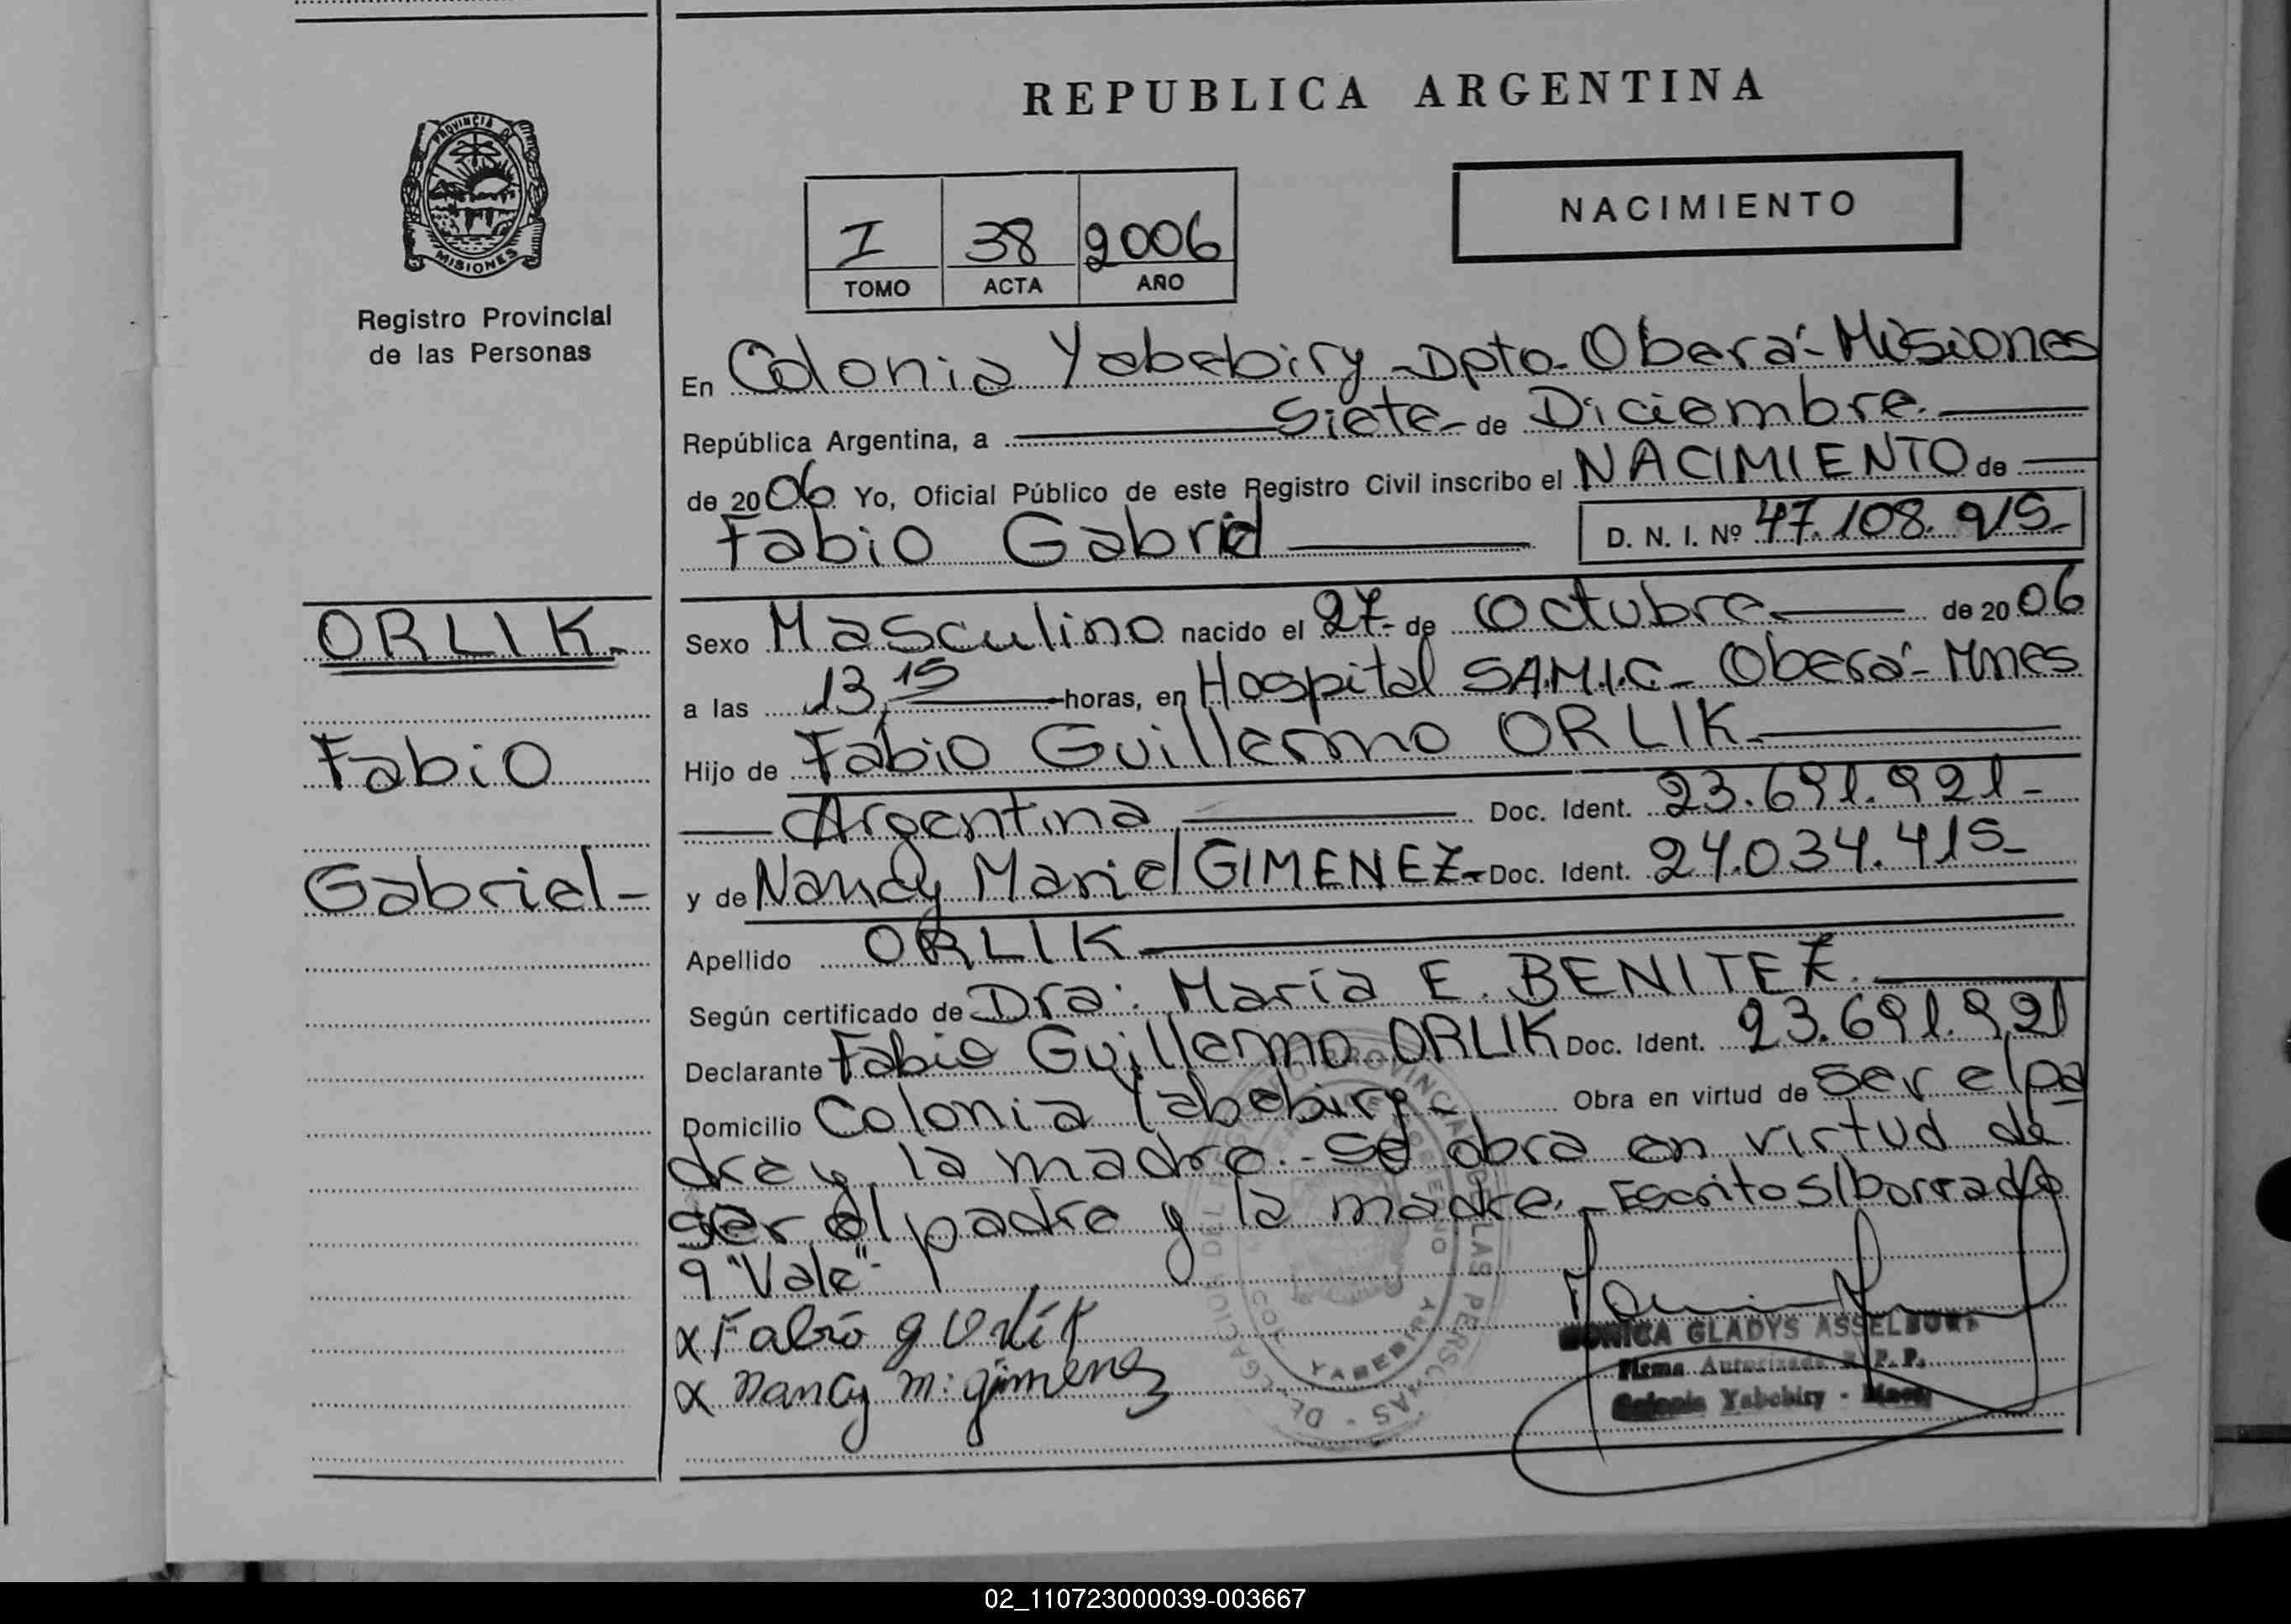 REPUBLICA ARGENTINA
PROVINCIA DE
MISIONES
Registro Provincial
de las Personas
NACIMIENTO
I 38 2006
TOMO ACTA AÑO
En Colonia Yabebiry - Dpto - Oberá - Misiones
República Argentina, a Siete - de Diciembre.
de 2006 Yo, Oficial Público de este Registro Civil inscribo el NACIMIENTO de
Fabio Gabriel
D. N. I. Nº 47.108.915-
ORLIK-
Fabio
Gabriel-
Sexo Masculino nacido el 27- de Octubre de 2006
a las 13,15 horas, en Hospital S.A.M.I.C - Oberá - Mnes
Hijo de Fabio Guillermo ORLIK-
Argentina Doc. Ident. 23.691.921-
y de Nancy Mariel GIMENEZ- Doc. Ident. 24.034.415-
Apellido ORLIK
Según certificado de Dra: María E. BENITEZ.
Declarante Fabio Guillermo ORLIK Doc. Ident. 23.691.921
Domicilio Colonia Yabebiry - Obra en virtud de ser el pa
dre y la madre.- Se obra en virtud de
ser el padre y la madre.- Escrito s/borrado
9 "Vale"-
x Fabio g Orlik
x Nancy m: gimenez
MONICA GLADYS ASSELBORN
Firma Autorizada R. P. P.
Colonia Yabebiry - Mnes
02_110723000039-003667